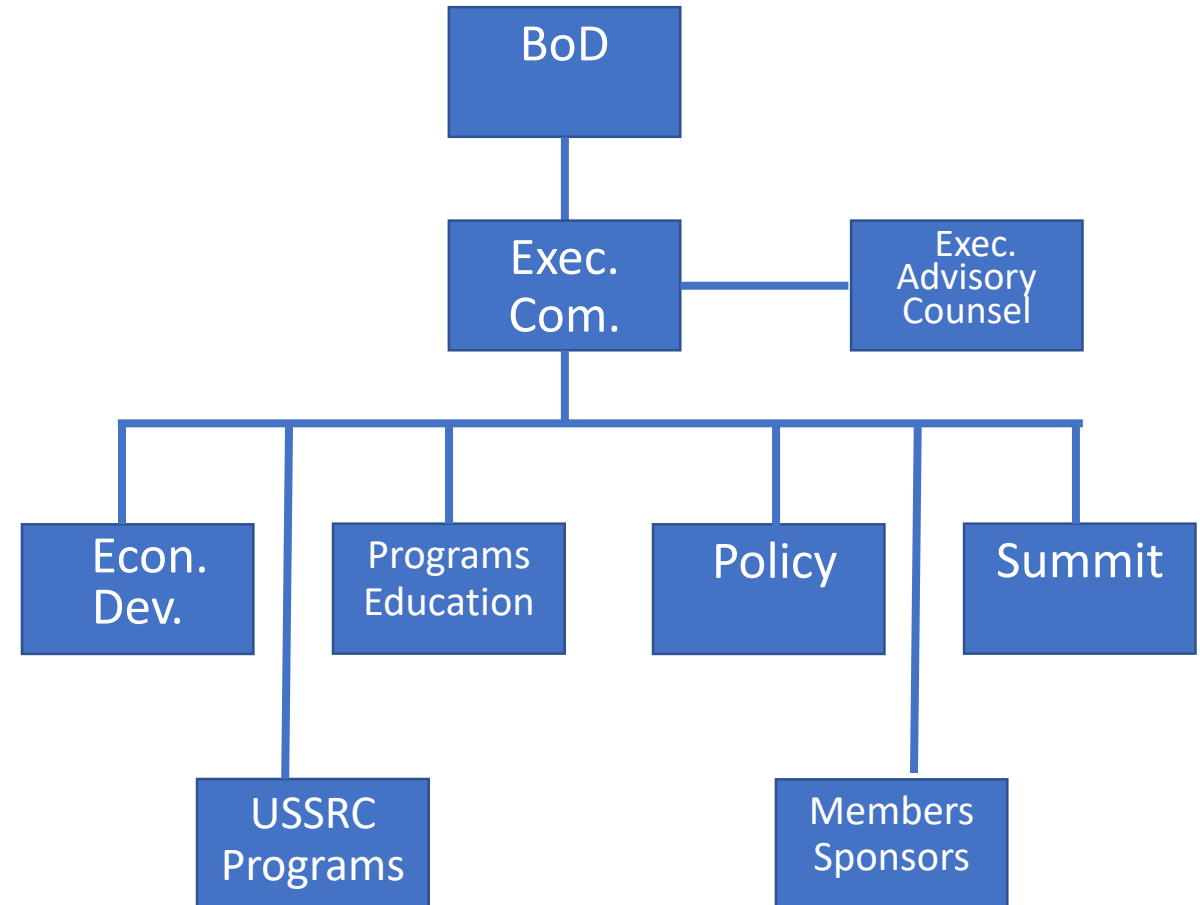 BoD
Exec.
Com.
Exec.
Advisory
Counsel
Econ.
Dev.
Programs
Education
Policy
Summit
USSRC
Programs
Members
Sponsors